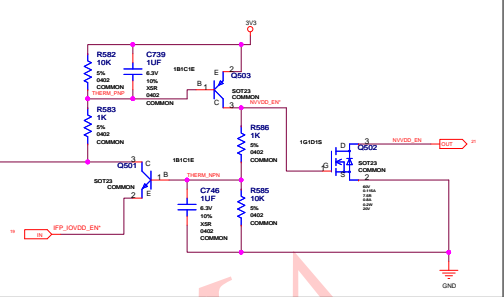 3V3
R582
10K
5%
0402
COMMON
THERM_PNP
C739
1UF
6.3V
10%
X5R
0402
COMMON
1B1C1E
B 1
E 2
Q503
SOT23
COMMON
C 3
NVVDD_EN*
R583
1K
5%
0402
COMMON
R586
1K
5%
0402
COMMON
1G1D1S
D 3
NVVDD_EN
OUT
G
Q502
SOT23
COMMON
S 2
3 C
Q501
1B1C1E
SOT23
COMMON
1 B
THERM_NPN
2 E
C746
1UF
6.3V
10%
X5R
0402
COMMON
R585
10K
5%
0402
COMMON
IN
IFP_IOVDD_EN*
GND